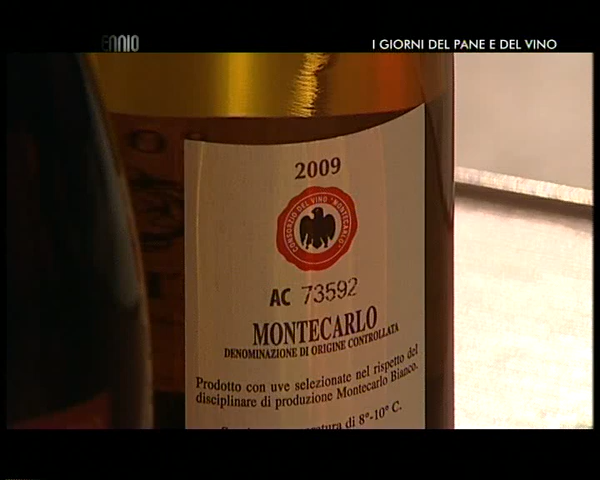 ENNIO
I GIORNI DEL PANE E DEL VINO
2009
CONSORZIO DEL VINO "MONTECARLO"
AC 73592
MONTECARLO
DENOMINAZIONE DI ORIGINE CONTROLLATA
Prodotto con uve selezionate nel rispetto del
disciplinare di produzione Montecarlo Bianco.
di 8°-10° C.